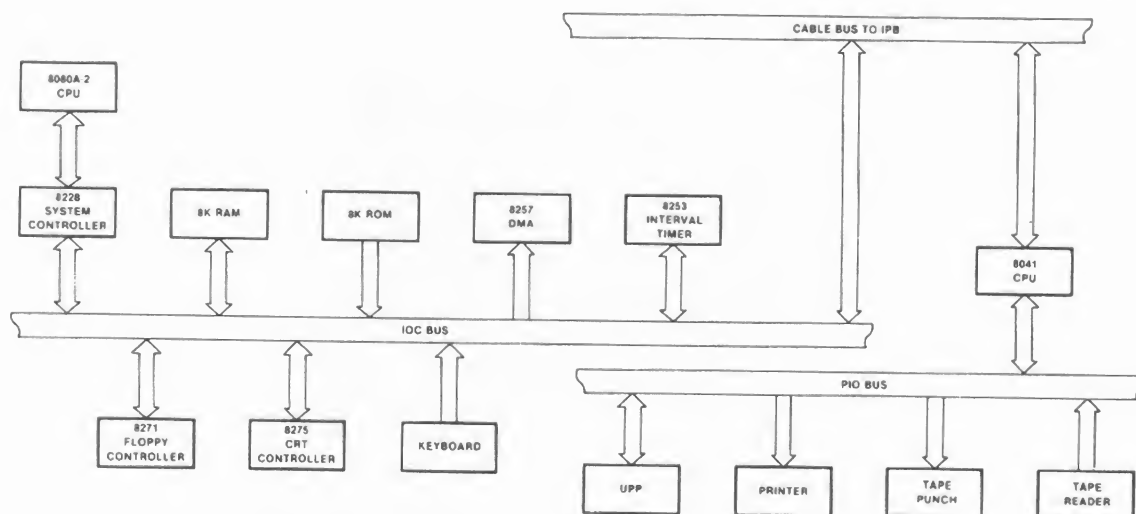 CABLE BUS TO IPB
8080A-2
CPU
8228
SYSTEM
CONTROLLER
8K RAM
8K ROM
8257
DMA
8253
INTERVAL
TIMER
8041
CPU
IOC BUS
PIO BUS
8271
FLOPPY
CONTROLLER
8275
CRT
CONTROLLER
KEYBOARD
UPP
PRINTER
TAPE
PUNCH
TAPE
READER